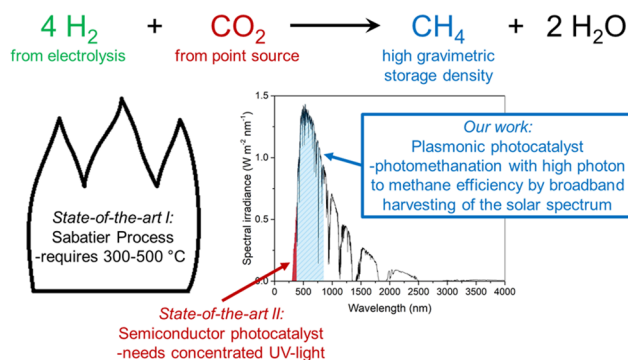 4 H2 + CO2 CH4 + 2 H2O
from electrolysis
from point source
high gravimetric
storage density
State-of-the-art I:
Sabatier Process
-requires 300-500 °C
Spectral irradiance (W m-2 nm-1)
1.5
1.0
0.5
0.0
0 500 1000 1500 2000 2500 3000 3500 4000
Wavelength (nm)
Our work:
Plasmonic photocatalyst
-photomethanation with high photon
to methane efficiency by broadband
harvesting of the solar spectrum
State-of-the-art II:
Semiconductor photocatalyst
-needs concentrated UV-light